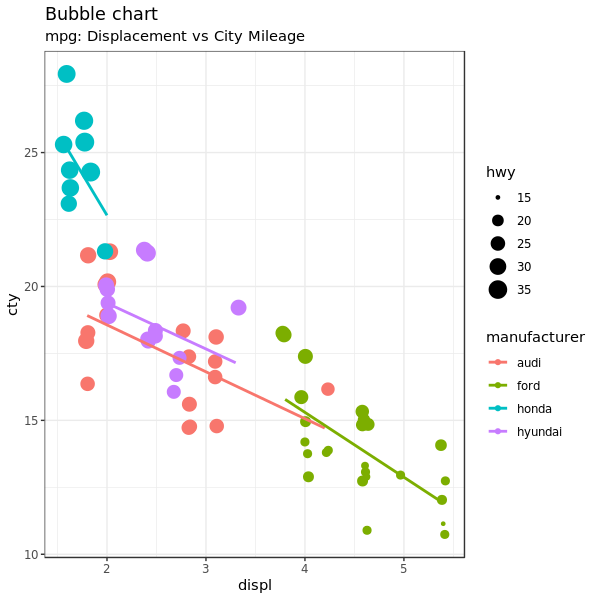 Bubble chart
mpg: Displacement vs City Mileage
25
20
15
10
cty
2
3
4
5
displ
hwy
15
20
25
30
35
manufacturer
audi
ford
honda
hyundai